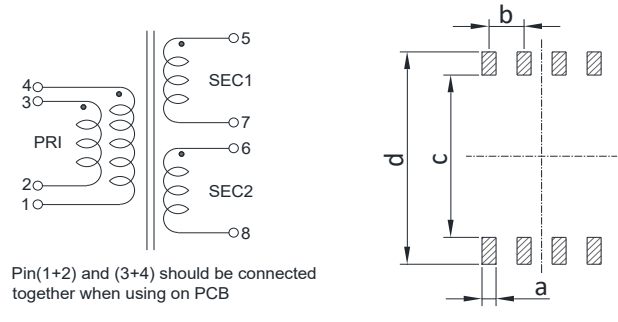 4
3
PRI
2
1
5
SEC1
7
6
SEC2
8
Pin(1+2) and (3+4) should be connected
together when using on PCB
b
d
c
a